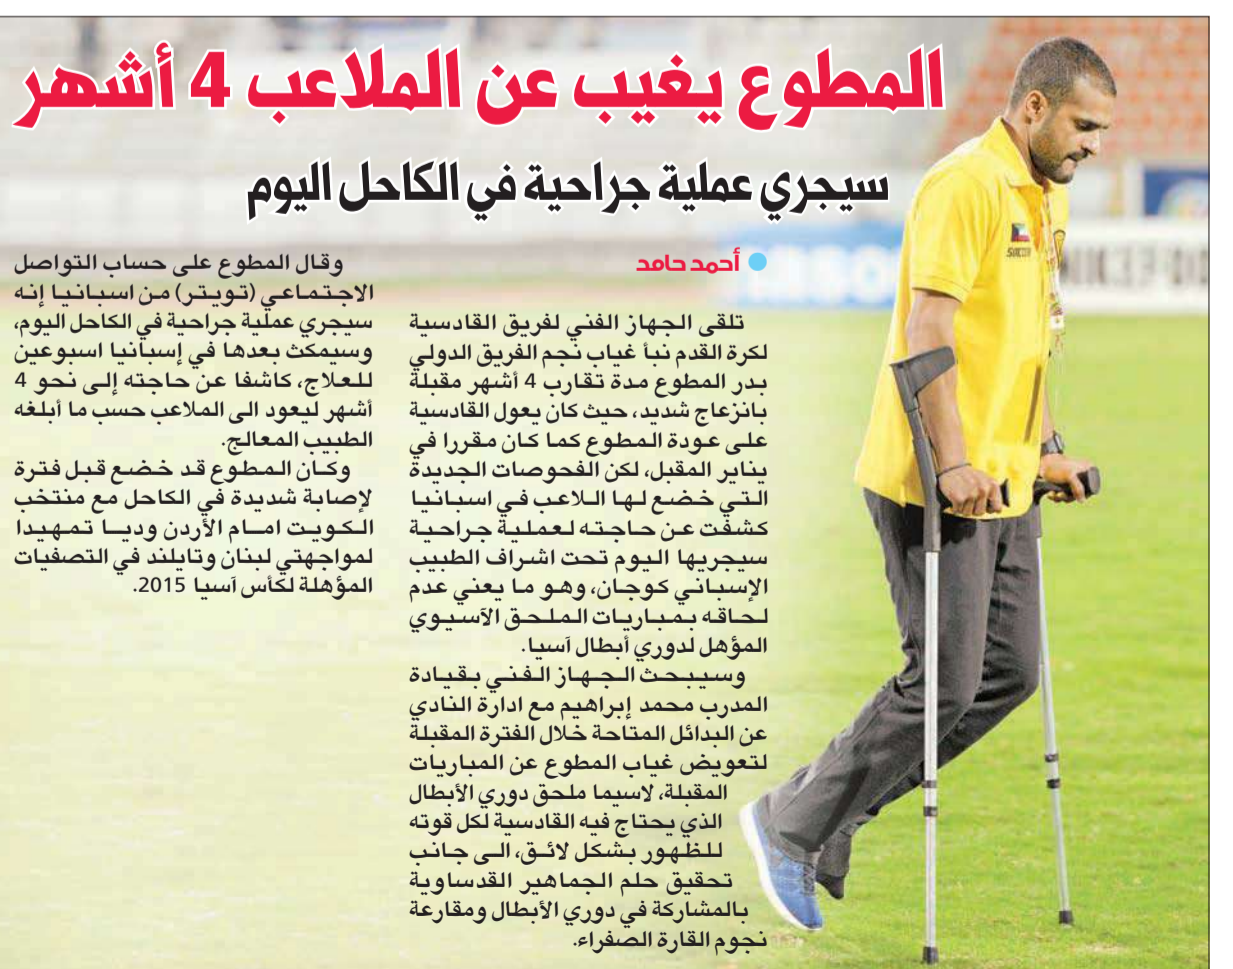 المطوع يغيب عن الملاعب 4 أشهر
سيجري عملية جراحية في الكاحل اليوم
أحمد حامد
تلقى الجهاز الفني لفريق القادسية
لكرة القدم نبأ غياب نجم الفريق الدولي
بدر المطوع مدة تقارب 4 أشهر مقبلة
بانزعاج شديد، حيث كان يعول القادسية
على عودة المطوع كما كان مقررا في
يناير المقبل، لكن الفحوصات الجديدة
التي خضع لها اللاعب في اسبانيا
كشفت عن حاجته لعملية جراحية
سيجريها اليوم تحت اشراف الطبيب
الإسباني كوجان، وهو ما يعني عدم
لحاقه بمباريات الملحق الآسيوي
المؤهل لدوري أبطال آسيا.
وسيبحث الجهاز الفني بقيادة
المدرب محمد إبراهيم مع ادارة النادي
عن البدائل المتاحة خلال الفترة المقبلة
لتعويض غياب المطوع عن المباريات
المقبلة، لاسيما ملحق دوري الأبطال
الذي يحتاج فيه القادسية لكل قوته
للظهور بشكل لائق، الى جانب
تحقيق حلم الجماهير القدساوية
بالمشاركة في دوري الأبطال ومقارعة
نجوم القارة الصفراء.
وقال المطوع على حساب التواصل
الاجتماعي (تويتر) من اسبانيا إنه
سيجري عملية جراحية في الكاحل اليوم،
وسيمكث بعدها في إسبانيا اسبوعين
للعلاج، كاشفا عن حاجته إلى نحو 4
أشهر ليعود الى الملاعب حسب ما أبلغه
الطبيب المعالج.
وكان المطوع قد خضع قبل فترة
لإصابة شديدة في الكاحل مع منتخب
الكويت امام الأردن وديا تمهيدا
لمواجهتي لبنان وتايلند في التصفيات
المؤهلة لكأس آسيا 2015.